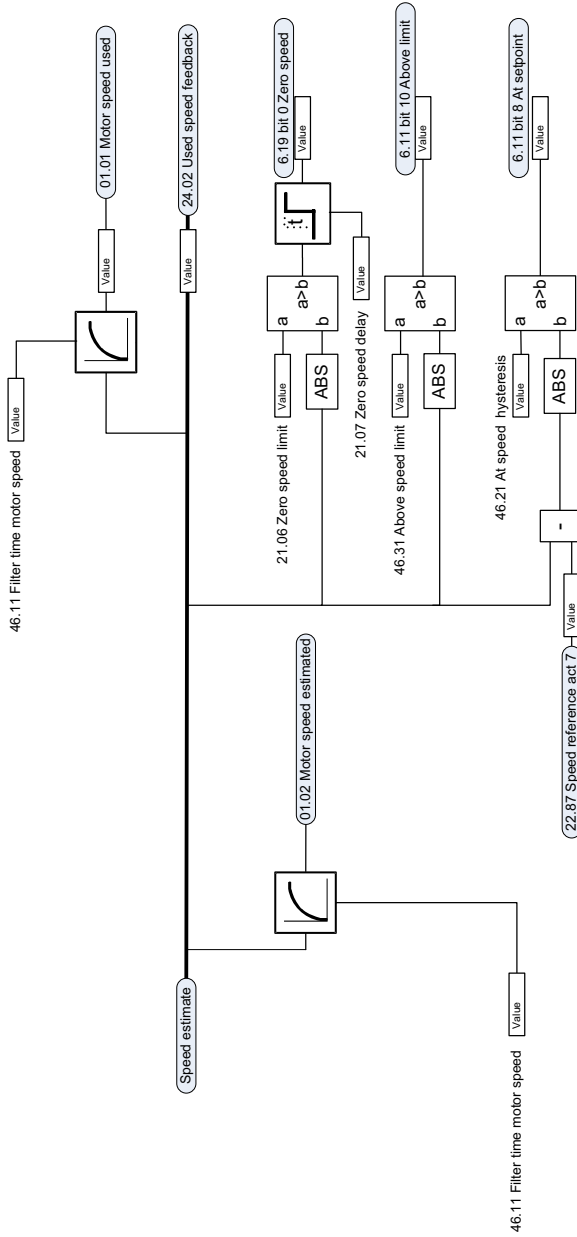 46.11 Filter time motor speed
Value
Value
01.01 Motor speed used
Speed estimate
Value
24.02 Used speed feedback
01.02 Motor speed estimated
21.06 Zero speed limit
Value
a
a>b
b
ABS
t
Value
6.19 bit 0 Zero speed
21.07 Zero speed delay
Value
46.31 Above speed limit
Value
a
a>b
b
ABS
Value
6.11 bit 10 Above limit
46.11 Filter time motor speed
Value
46.21 At speed hysteresis
Value
a
a>b
b
ABS
Value
6.11 bit 8 At setpoint
-
22.87 Speed reference act 7
Value